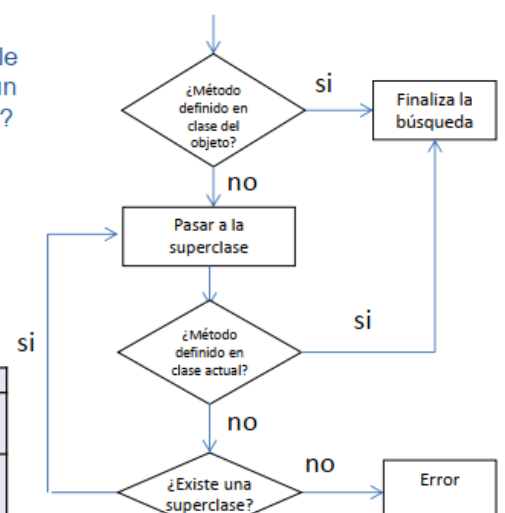 ¿Método
definido en
clase del
objeto?
si
Finaliza la
búsqueda
no
Pasar a la
superclase
¿Método
definido en
clase actual?
si
si
no
¿Existe una
superclase?
no
Error
?